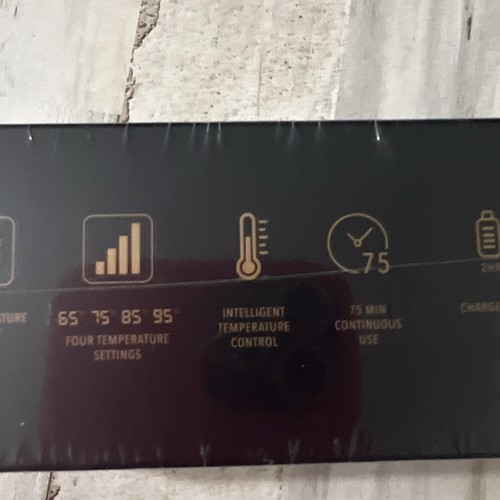 TURE
65° 75° 85° 95°
FOUR TEMPERATURE
SETTINGS
INTELLIGENT
TEMPERATURE
CONTROL
75
75 MIN
CONTINUOUS
USE
CHARGE